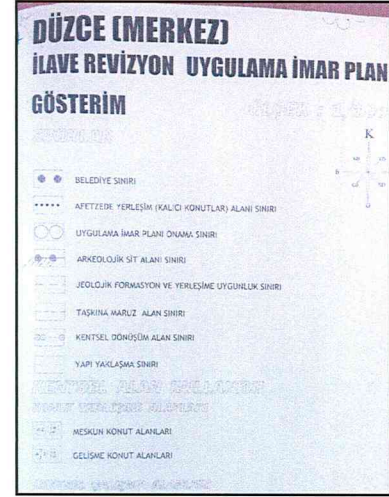 DÜZCE (MERKEZ)
İLAVE REVİZYON UYGULAMA İMAR PLAN
GÖSTERİM
K
BELEDİYE SINIRI
AFETZEDE YERLEŞİM (KALICI KONUTLAR) ALANI SINIRI
UYGULAMA İMAR PLANI ONAMA SINIRI
ARKEOLOJİK SİT ALANI SINIRI
JEOLOJİK FORMASYON VE YERLEŞİME UYGUNLUK SINIRI
TAŞKINA MARUZ ALAN SINIRI
KENTSEL DÖNÜŞÜM ALAN SINIRI
YAPI YAKLAŞMA SINIRI
MESKUN KONUT ALANLARI
GELİŞME KONUT ALANLARI